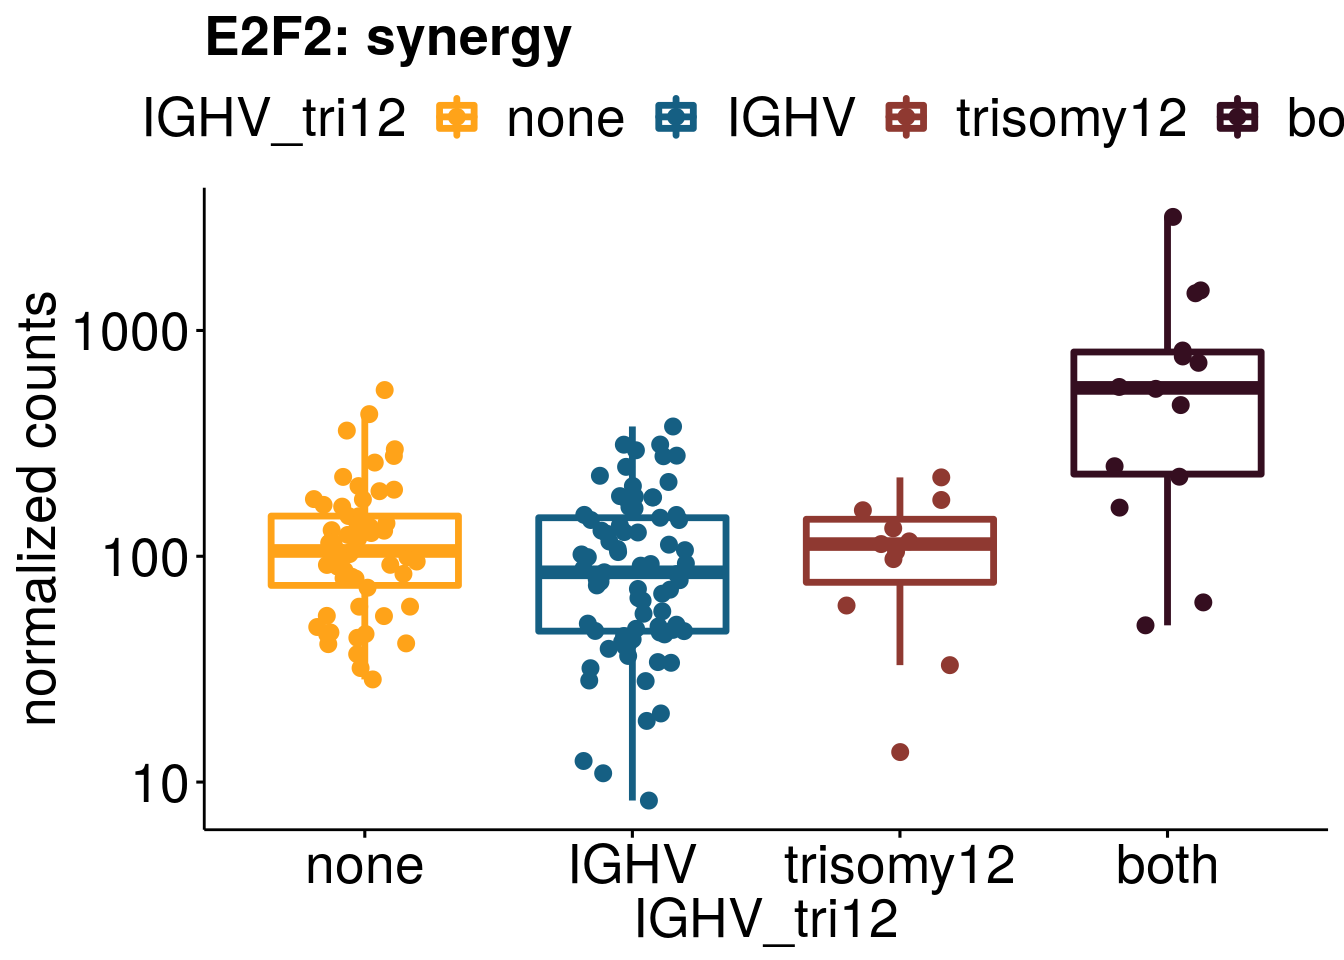 E2F2: synergy
IGHV_tri12 none IGHV trisomy12 bo
normalized counts
1000
100
10
none IGHV trisomy12 both
IGHV_tri12